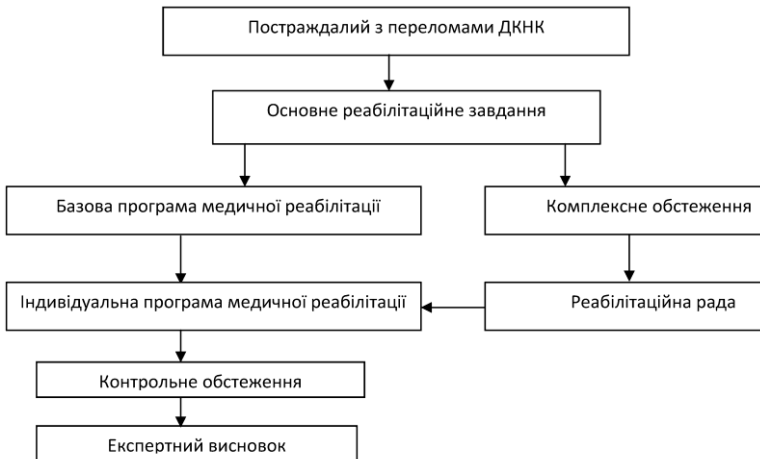 Постраждалий з переломами ДКНК
Основне реабілітаційне завдання
Базова програма медичної реабілітації
Комплексне обстеження
Індивідуальна програма медичної реабілітації
Реабілітаційна рада
Контрольне обстеження
Експертний висновок